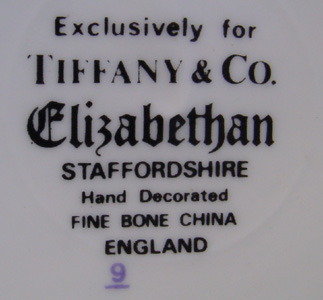 Exclusively for
TIFFANY & CO.
Elizabethan
STAFFORDSHIRE
Hand Decorated
FINE BONE CHINA
ENGLAND
9